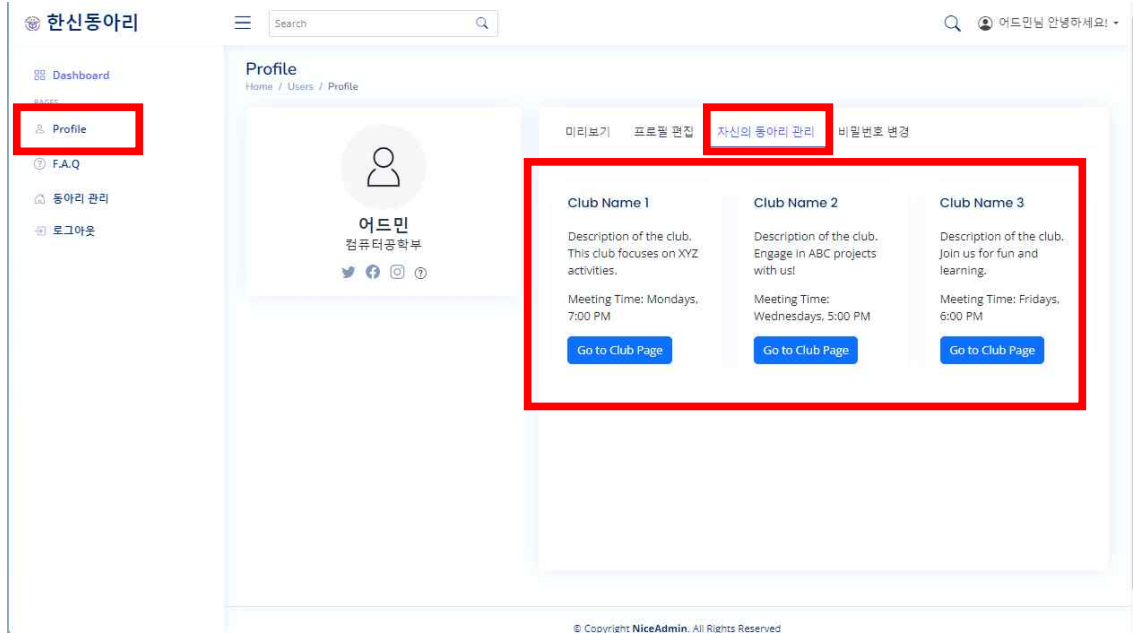 한신동아리
Search
어드민님 안녕하세요!
Dashboard
PAGES
Profile
F.A.Q
동아리 관리
로그아웃
Profile
Home / Users / Profile
어드민
컴퓨터공학부
미리보기 프로필 편집 자신의 동아리 관리 비밀번호 변경
Club Name 1
Description of the club.
This club focuses on XYZ
activities.
Meeting Time: Mondays,
7:00 PM
Go to Club Page
Club Name 2
Description of the club.
Engage in ABC projects
with us!
Meeting Time:
Wednesdays, 5:00 PM
Go to Club Page
Club Name 3
Description of the club.
Join us for fun and
learning.
Meeting Time: Fridays,
6:00 PM
Go to Club Page
© Copyright NiceAdmin. All Rights Reserved